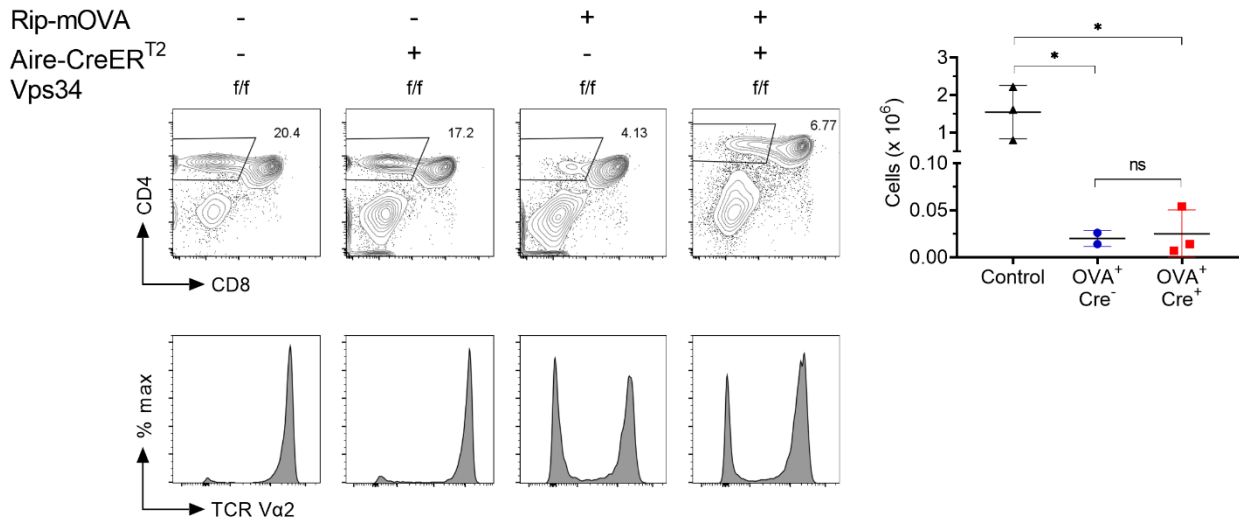 Rip-mOVA - - + +
Aire-CreERT2 - + - +
Vps34 f/f f/f f/f f/f
20.4 17.2 4.13 6.77
CD4
CD8
% max
TCR Vα2
* 
*
ns
Cells (x 10⁶)
3
2
1
0.10
0.05
0.00
Control OVA⁺ OVA⁺
Cre⁻ Cre⁺